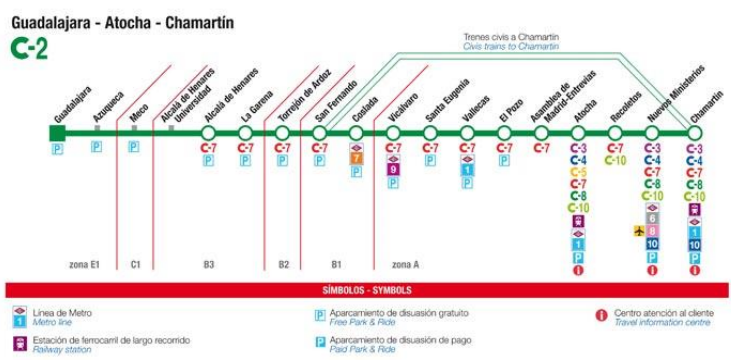 Guadalajara - Atocha - Chamartín
C-2
Trenes civis a Chamartín
Civis trains to Chamartín
Guadalajara
Azuqueca
Meco
Alcalá de Henares
Universidad
Alcalá de Henares
La Garena
Torrejón de Ardoz
San Fernando
Coslada
Vicálvaro
Santa Eugenia
Vallecas
El Pozo
Asamblea de
Madrid-Entrevías
Atocha
Recoletos
Nuevos Ministerios
Chamartín
P
P
P
C-7
P
C-7
P
C-7
P
C-7
P
C-7
7
P
C-7
9
P
C-7
P
C-7
1
P
C-7
P
C-7
C-3
C-4
C-5
C-7
C-8
C-10
1
P
i
C-7
C-10
C-3
C-4
C-7
C-8
C-10
6
8
10
P
i
C-3
C-4
C-7
C-8
C-10
1
10
P
i
zona E1
C1
B3
B2
B1
zona A
SÍMBOLOS - SYMBOLS
1
Línea de Metro
Metro line
Estación de ferrocarril de largo recorrido
Railway station
P
Aparcamiento de disuasión gratuito
Free Park & Ride
P
Aparcamiento de disuasión de pago
Paid Park & Ride
i
Centro atención al cliente
Travel information centre